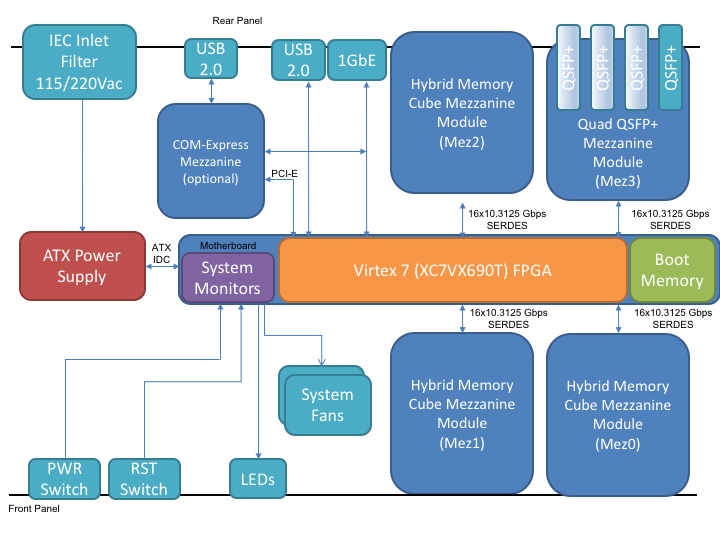 Rear Panel
IEC Inlet
Filter
115/220Vac
USB
2.0
USB
2.0
1GbE
Hybrid Memory
Cube Mezzanine
Module
(Mez2)
QSFP+
QSFP+
QSFP+
QSFP+
Quad QSFP+
Mezzanine
Module
(Mez3)
COM-Express
Mezzanine
(optional)
PCI-E
16x10.3125 Gbps
SERDES
16x10.3125 Gbps
SERDES
ATX Power
Supply
ATX
IDC
Motherboard
System
Monitors
Virtex 7 (XC7VX690T) FPGA
Boot
Memory
16x10.3125 Gbps
SERDES
16x10.3125 Gbps
SERDES
System
Fans
Hybrid Memory
Cube Mezzanine
Module
(Mez1)
Hybrid Memory
Cube Mezzanine
Module
(Mez0)
PWR
Switch
RST
Switch
LEDs
Front Panel